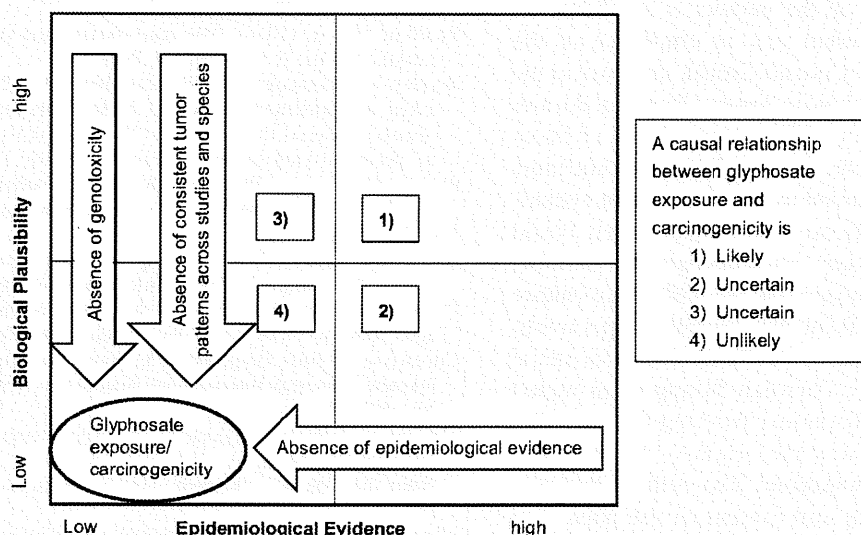 high
Biological Plausibility
Low
Absence of genotoxicity
Absence of consistent tumor
patterns across studies and species
3)
1)
4)
2)
Glyphosate
exposure/
carcinogenicity
Absence of epidemiological evidence
Low
Epidemiological Evidence
high
A causal relationship
between glyphosate
exposure and
carcinogenicity is
1) Likely
2) Uncertain
3) Uncertain
4) Unlikely